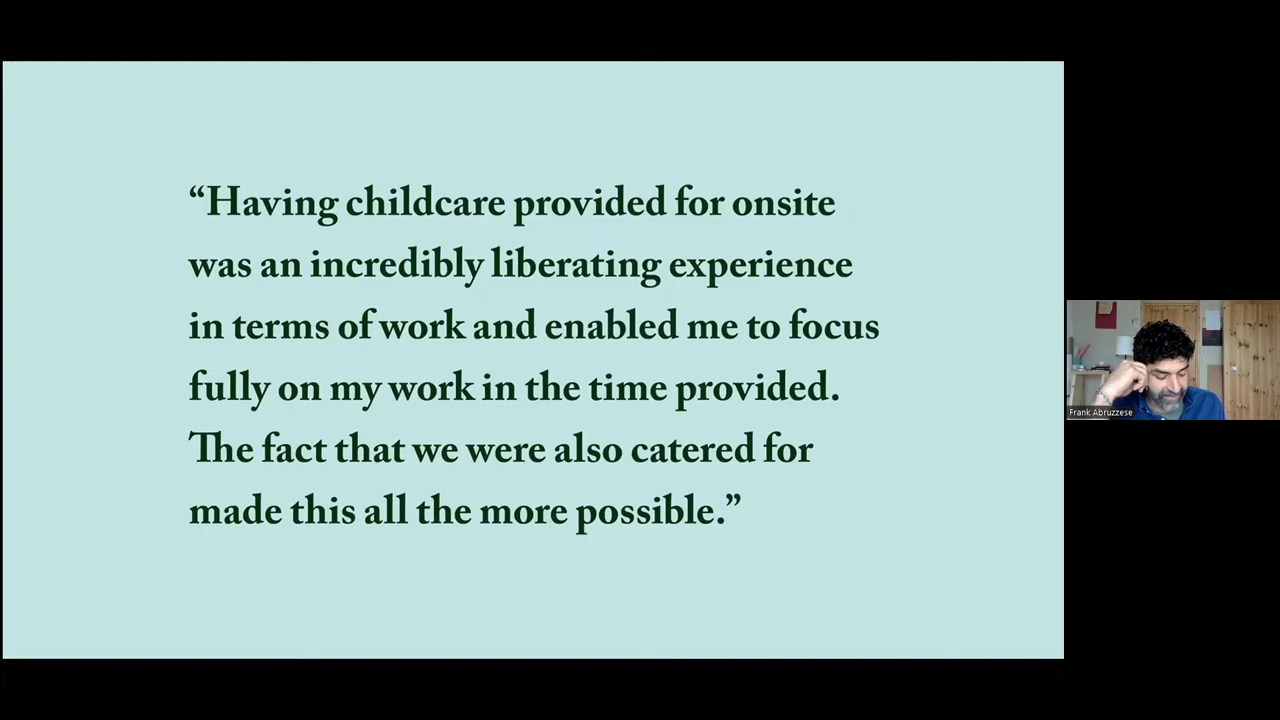 “Having childcare provided for onsite
was an incredibly liberating experience
in terms of work and enabled me to focus
fully on my work in the time provided.
The fact that we were also catered for
made this all the more possible.”
Frank Abruzzese